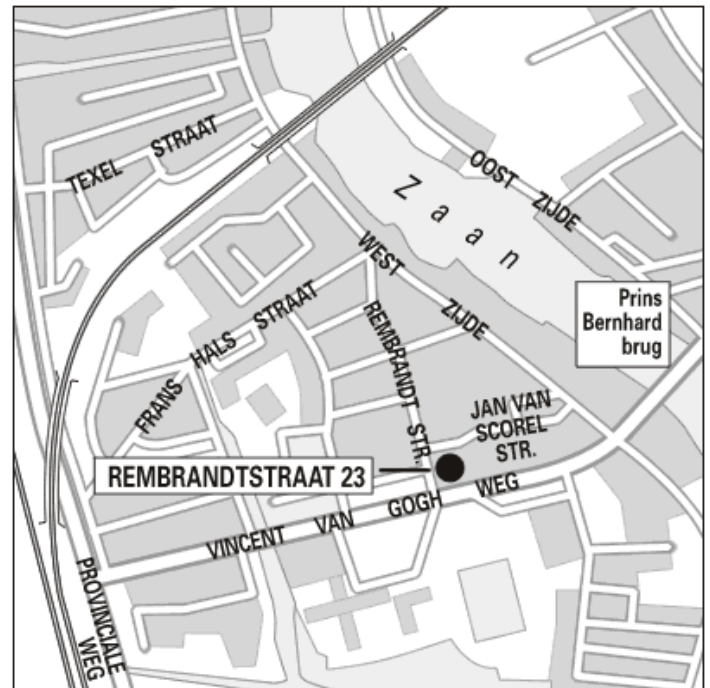 TEXEL STRAAT
OOST ZIJDE
Zaan
WEST ZIJDE
Prins
Bernhard
brug
FRANS HALS STRAAT
REMBRANDT STR.
JAN VAN
SCOREL
STR.
REMBRANDTSTRAAT 23
VINCENT VAN GOGH WEG
PROVINCIALE
WEG